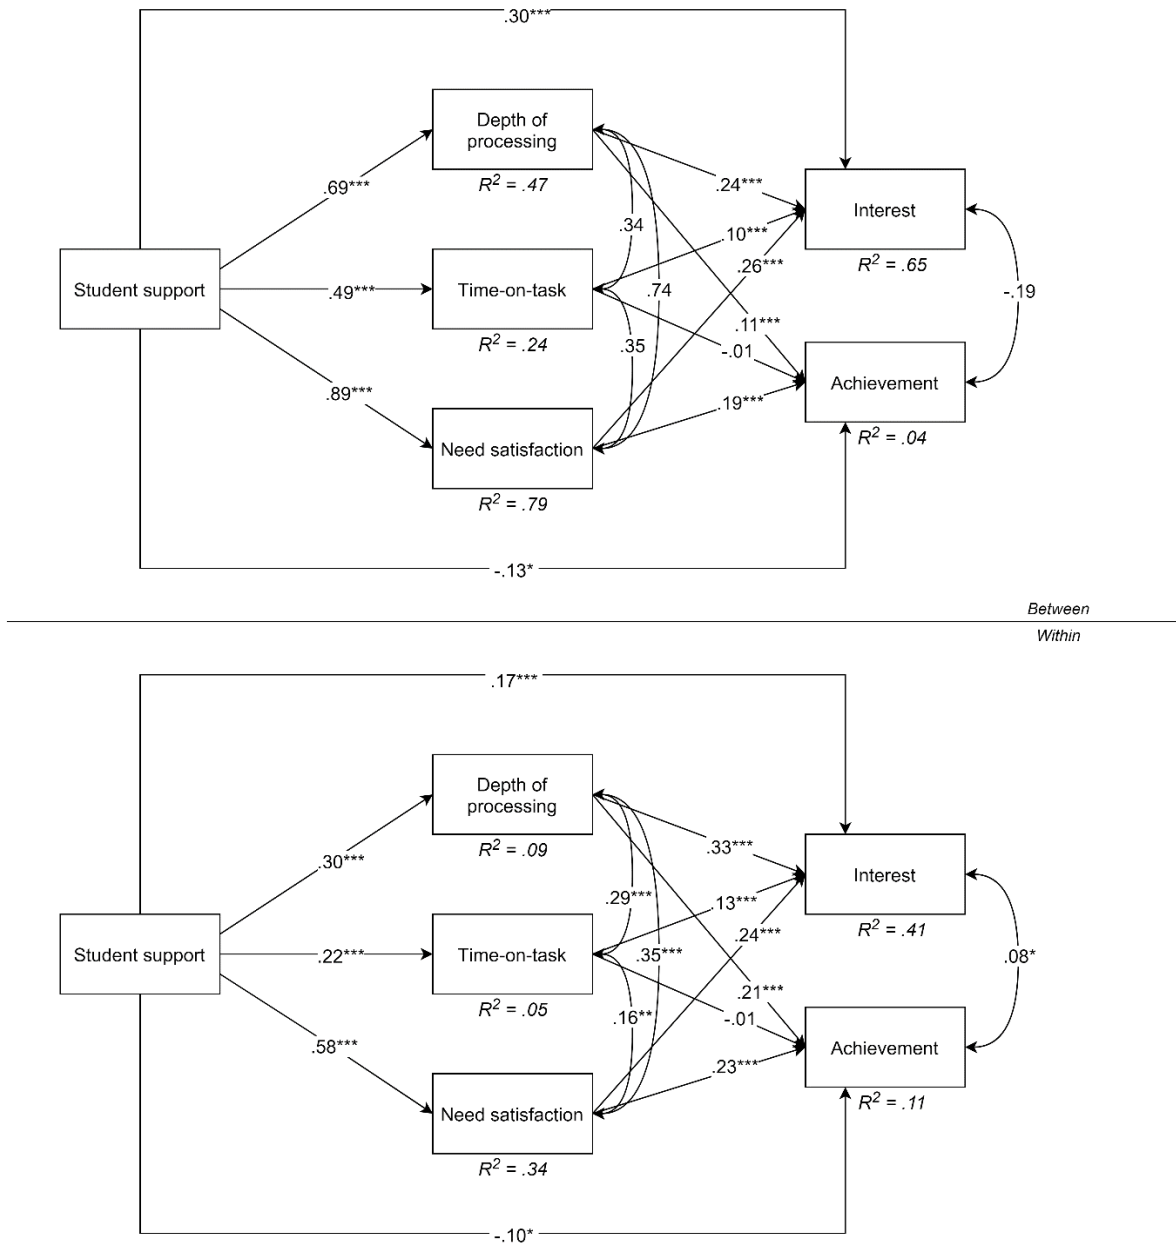 .30***
Depth of
processing
R² = .47
.69***
.24***
Interest
R² = .65
.34
.10***
.26***
Student support
.49***
Time-on-task
R² = .24
.74
-.19
.11***
-.01
.35
Achievement
R² = .04
.89***
.19***
Need satisfaction
R² = .79
-.13*
Between
Within
.17***
Depth of
processing
R² = .09
.30***
.33***
Interest
R² = .41
.29***
.13***
.24***
Student support
.22***
Time-on-task
R² = .05
.35***
.08*
.21***
-.01
.16**
Achievement
R² = .11
.58***
.23***
Need satisfaction
R² = .34
-.10*